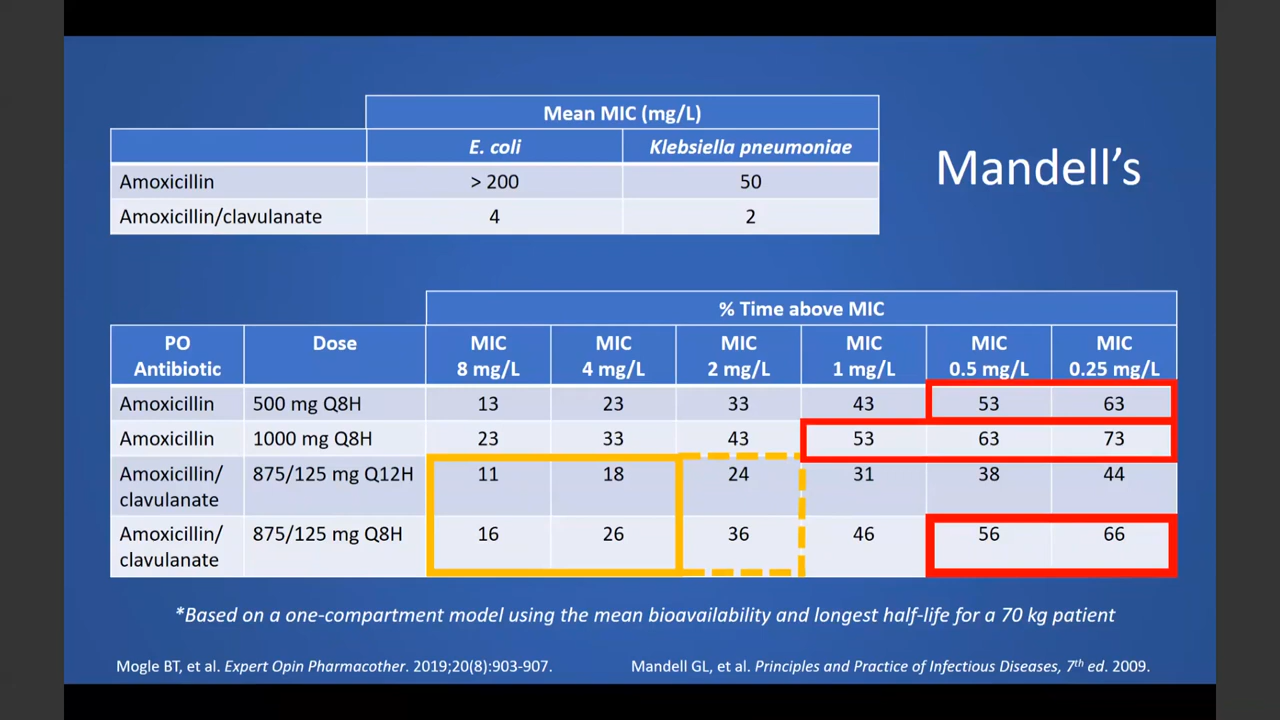 Mean MIC (mg/L)
E. coli Klebsiella pneumoniae
Amoxicillin > 200 50
Amoxicillin/clavulanate 4 2
Mandell’s
% Time above MIC
PO Antibiotic Dose MIC 8 mg/L MIC 4 mg/L MIC 2 mg/L MIC 1 mg/L MIC 0.5 mg/L MIC 0.25 mg/L
Amoxicillin 500 mg Q8H 13 23 33 43 53 63
Amoxicillin 1000 mg Q8H 23 33 43 53 63 73
Amoxicillin/ 875/125 mg Q12H 11 18 24 31 38 44
clavulanate
Amoxicillin/ 875/125 mg Q8H 16 26 36 46 56 66
clavulanate
*Based on a one-compartment model using the mean bioavailability and longest half-life for a 70 kg patient
Mogle BT, et al. Expert Opin Pharmacother. 2019;20(8):903-907.
Mandell GL, et al. Principles and Practice of Infectious Diseases, 7th ed. 2009.